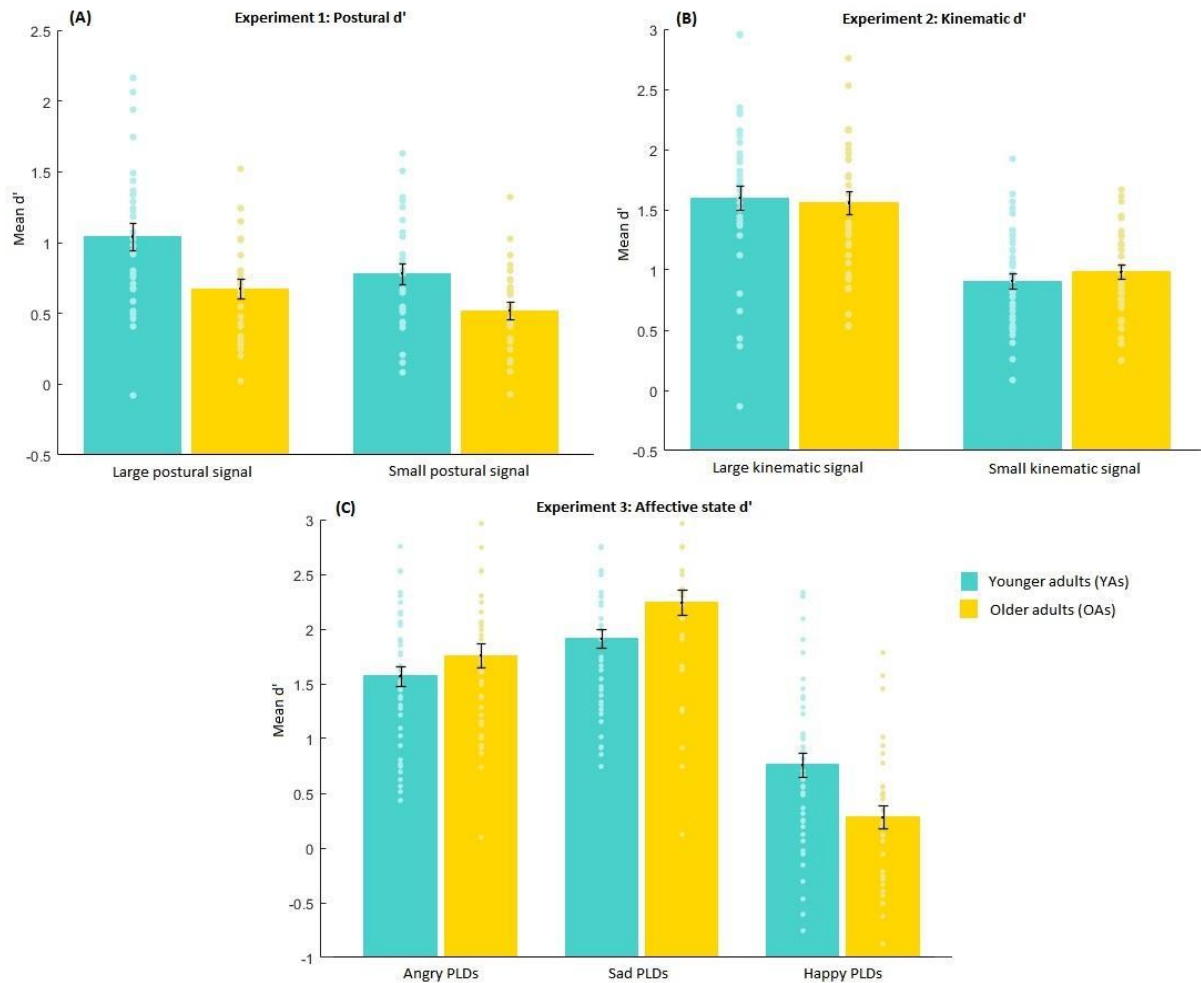 (A) Experiment 1: Postural d'
2.5
2
1.5
1
0.5
0
-0.5
Mean d'
Large postural signal Small postural signal
(B) Experiment 2: Kinematic d'
3
2.5
2
1.5
1
0.5
0
-0.5
Mean d'
Large kinematic signal Small kinematic signal
(C) Experiment 3: Affective state d'
3
2.5
2
1.5
1
0.5
0
-0.5
-1
Mean d'
Angry PLDs Sad PLDs Happy PLDs
Younger adults (YAs)
Older adults (OAs)